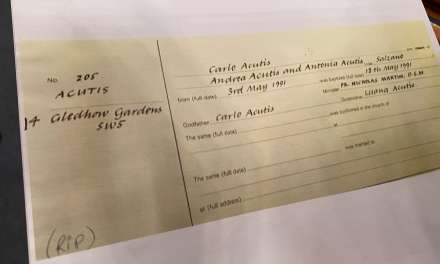 No. 205
ACUTIS
14 Gledhow Gardens
SW5
(RIP)
Carlo Acutis
Andrea Acutis and Antonia Acutis Salzano
born (full date) 3rd May 1991 was baptised (full date) 18th May 1991
Minister FR. NICHOLAS MARTIN, O.S.M.
Godfather Carlo Acutis Godmother Luana Acutis
The same (full date) was confirmed in the church of
at
The same (full date) was married to
at (full address)